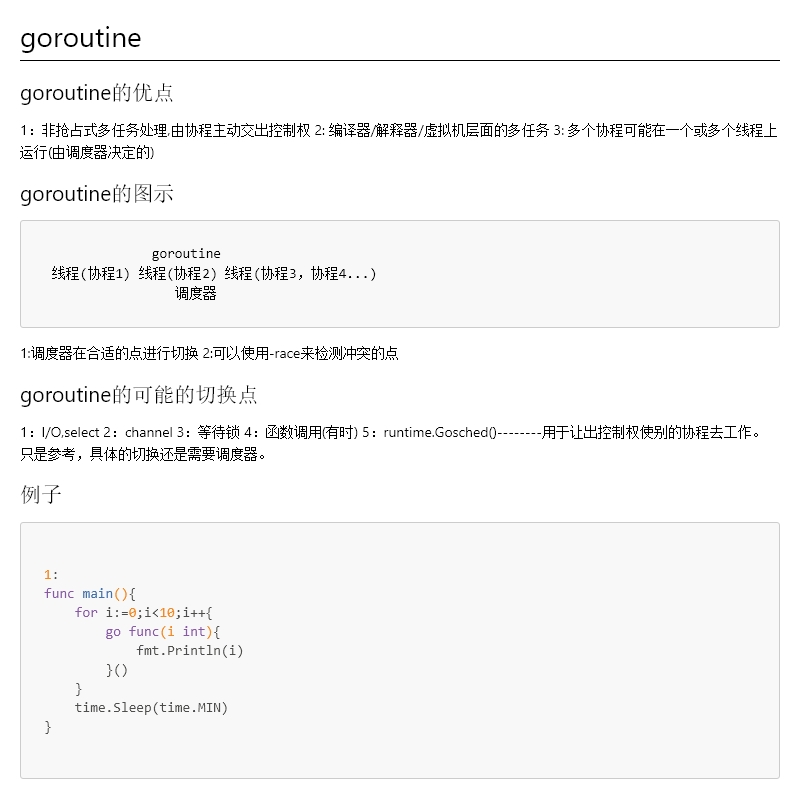 goroutine
goroutine的优点
1：非抢占式多任务处理,由协程主动交出控制权 2: 编译器/解释器/虚拟机层面的多任务 3: 多个协程可能在一个或多个线程上
运行(由调度器决定的)
goroutine的图示
goroutine
线程(协程1) 线程(协程2) 线程(协程3，协程4...)
调度器
1:调度器在合适的点进行切换 2:可以使用-race来检测冲突的点
goroutine的可能的切换点
1：I/O,select 2：channel 3：等待锁 4：函数调用(有时) 5：runtime.Gosched()--------用于让出控制权使别的协程去工作。
只是参考，具体的切换还是需要调度器。
例子
1:
func main(){
    for i:=0;i<10;i++{
        go func(i int){
            fmt.Println(i)
        }()
    }
    time.Sleep(time.MIN)
}